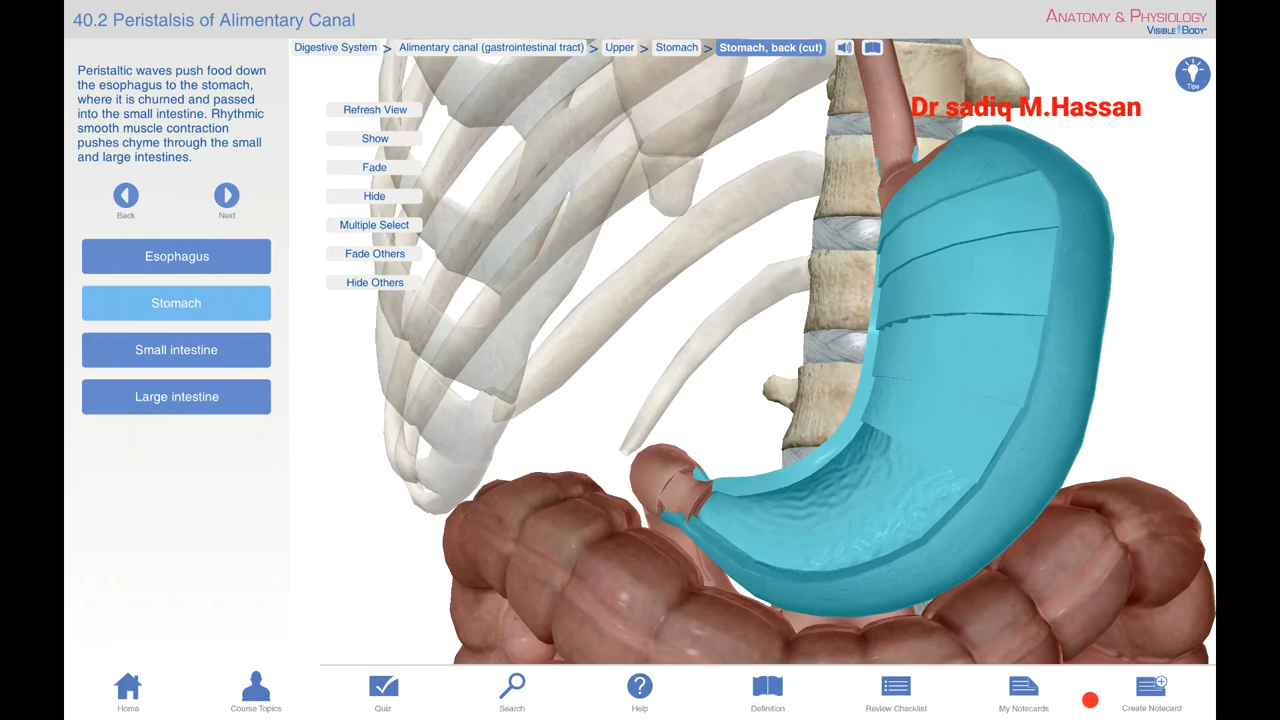 40.2 Peristalsis of Alimentary Canal
ANATOMY & PHYSIOLOGY
VISIBLE BODY®
Digestive System > Alimentary canal (gastrointestinal tract) > Upper > Stomach > Stomach, back (cut)
Peristaltic waves push food down
the esophagus to the stomach,
where it is churned and passed
into the small intestine. Rhythmic
smooth muscle contraction
pushes chyme through the small
and large intestines.
Back
Next
Esophagus
Stomach
Small intestine
Large intestine
Refresh View
Show
Fade
Hide
Multiple Select
Fade Others
Hide Others
Tips
Dr sadiq M.Hassan
Home
Course Topics
Quiz
Search
Help
Definition
Review Checklist
My Notecards
Create Notecard